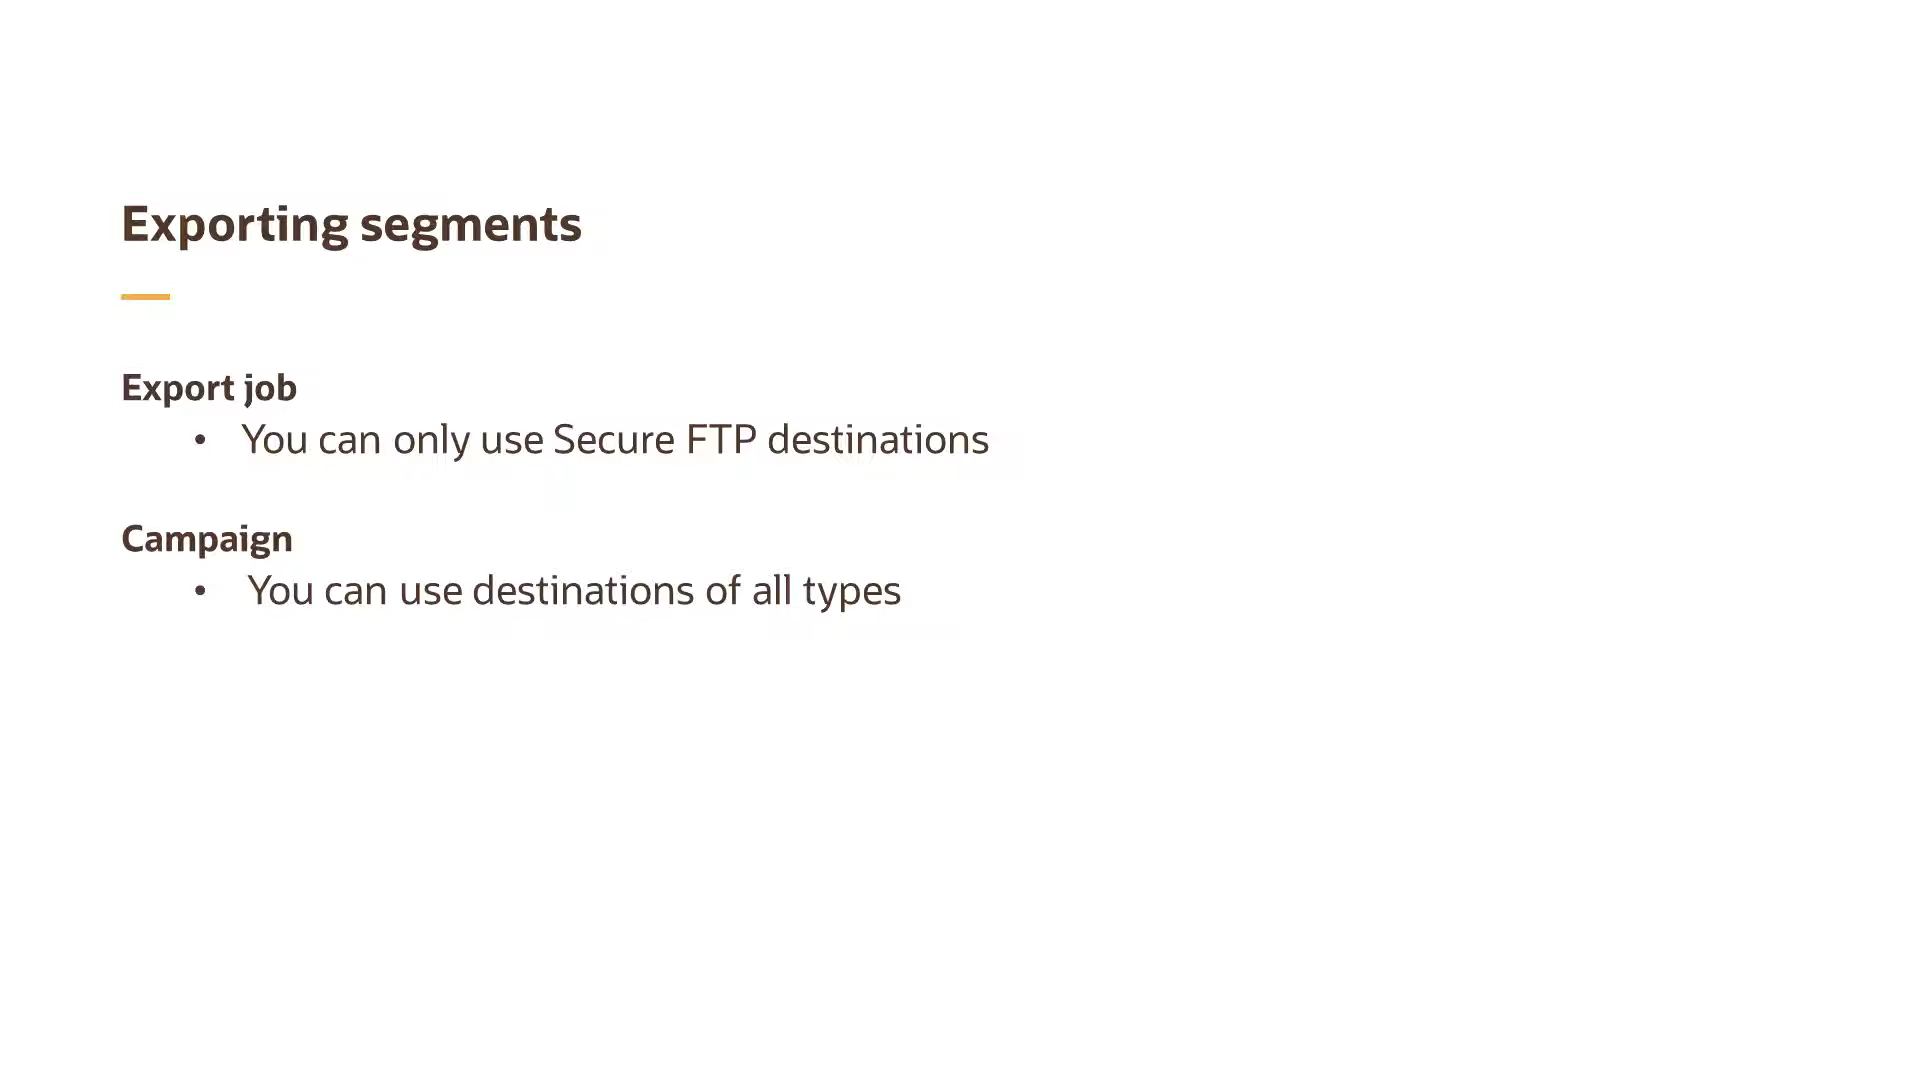 Exporting segments
Export job
• You can only use Secure FTP destinations
Campaign
• You can use destinations of all types